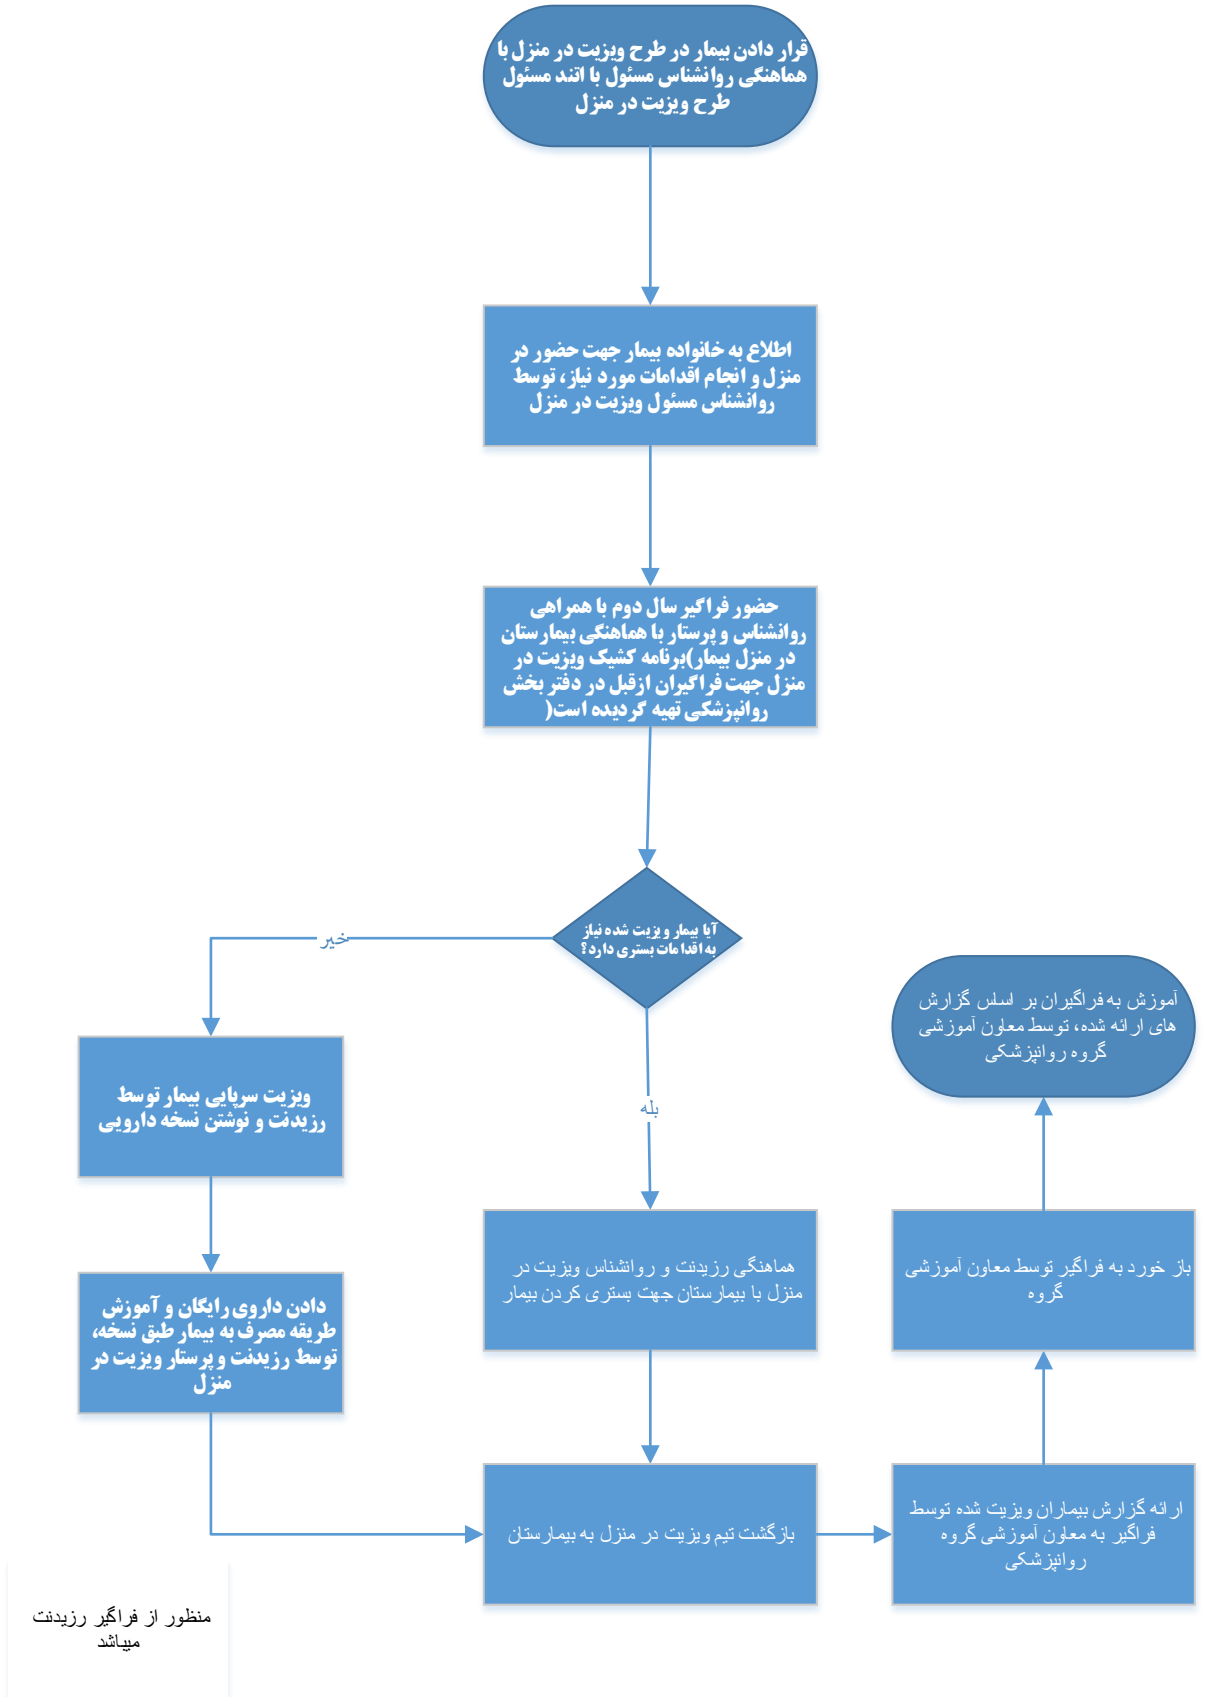 قرار دادن بیمار در طرح ویزیت در منزل با
هماهنگی روانشناس مسئول با اتند مسئول
طرح ویزیت در منزل
اطلاع به خانواده بیمار جهت حضور در
منزل و انجام اقدامات مورد نیاز، توسط
روانشناس مسئول ویزیت در منزل
حضور فراگیر سال دوم با همراهی
روانشناس و پرستار با هماهنگی بیمارستان
در منزل بیمار)برنامه کشیک ویزیت در
منزل جهت فراگیران ازقبل در دفتر بخش
روانپزشکی تهیه گردیده است(
آیا بیمار ویزیت شده نیاز
به اقدامات بستری دارد؟
خیر
بله
ویزیت سرپایی بیمار توسط
رزیدنت و نوشتن نسخه دارویی
دادن داروی رایگان و آموزش
طریقه مصرف به بیمار طبق نسخه،
توسط رزیدنت و پرستار ویزیت در
منزل
هماهنگی رزیدنت و روانشناس ویزیت در
منزل با بیمارستان جهت بستری کردن بیمار
بازگشت تیم ویزیت در منزل به بیمارستان
ارائه گزارش بیماران ویزیت شده توسط
فراگیر به معاون آموزشی گروه
روانپزشکی
باز خورد به فراگیر توسط معاون آموزشی
گروه
آموزش به فراگیران بر اساس گزارش
های ارائه شده، توسط معاون آموزشی
گروه روانپزشکی
منظور از فراگیر رزیدنت
میباشد